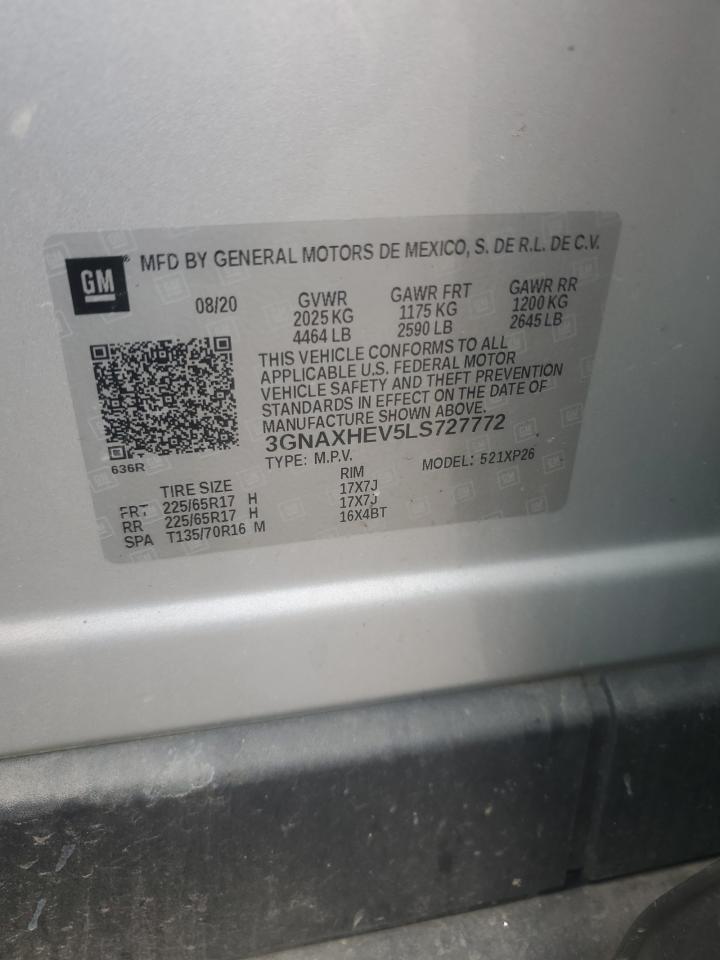 GM
MFD BY GENERAL MOTORS DE MEXICO, S. DE R.L. DE C.V.
08/20 GVWR GAWR FRT GAWR RR
2025 KG 1175 KG 1200 KG
4464 LB 2590 LB 2645 LB
THIS VEHICLE CONFORMS TO ALL
APPLICABLE U.S. FEDERAL MOTOR
VEHICLE SAFETY AND THEFT PREVENTION
STANDARDS IN EFFECT ON THE DATE OF
MANUFACTURE SHOWN ABOVE.
3GNAXHEV5LS727772
636R
TYPE: M.P.V. MODEL: 521XP26
TIRE SIZE RIM
FRT 225/65R17 H 17X7J
RR 225/65R17 H 17X7J
SPA T135/70R16 M 16X4BT